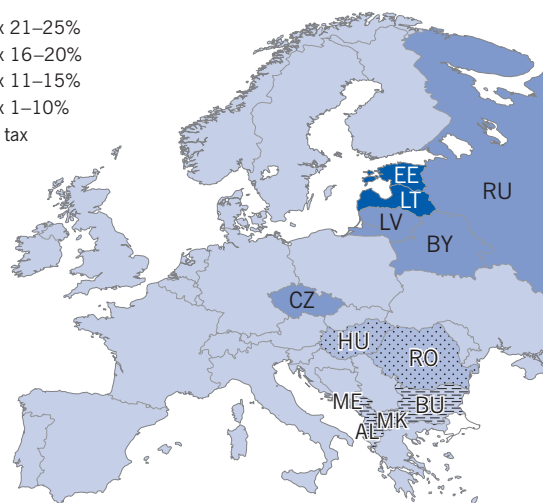 x 21–25%
x 16–20%
x 11–15%
x 1–10%
tax
EE
LT
RU
LV
BY
CZ
HU
RO
ME
BU
MK
AL